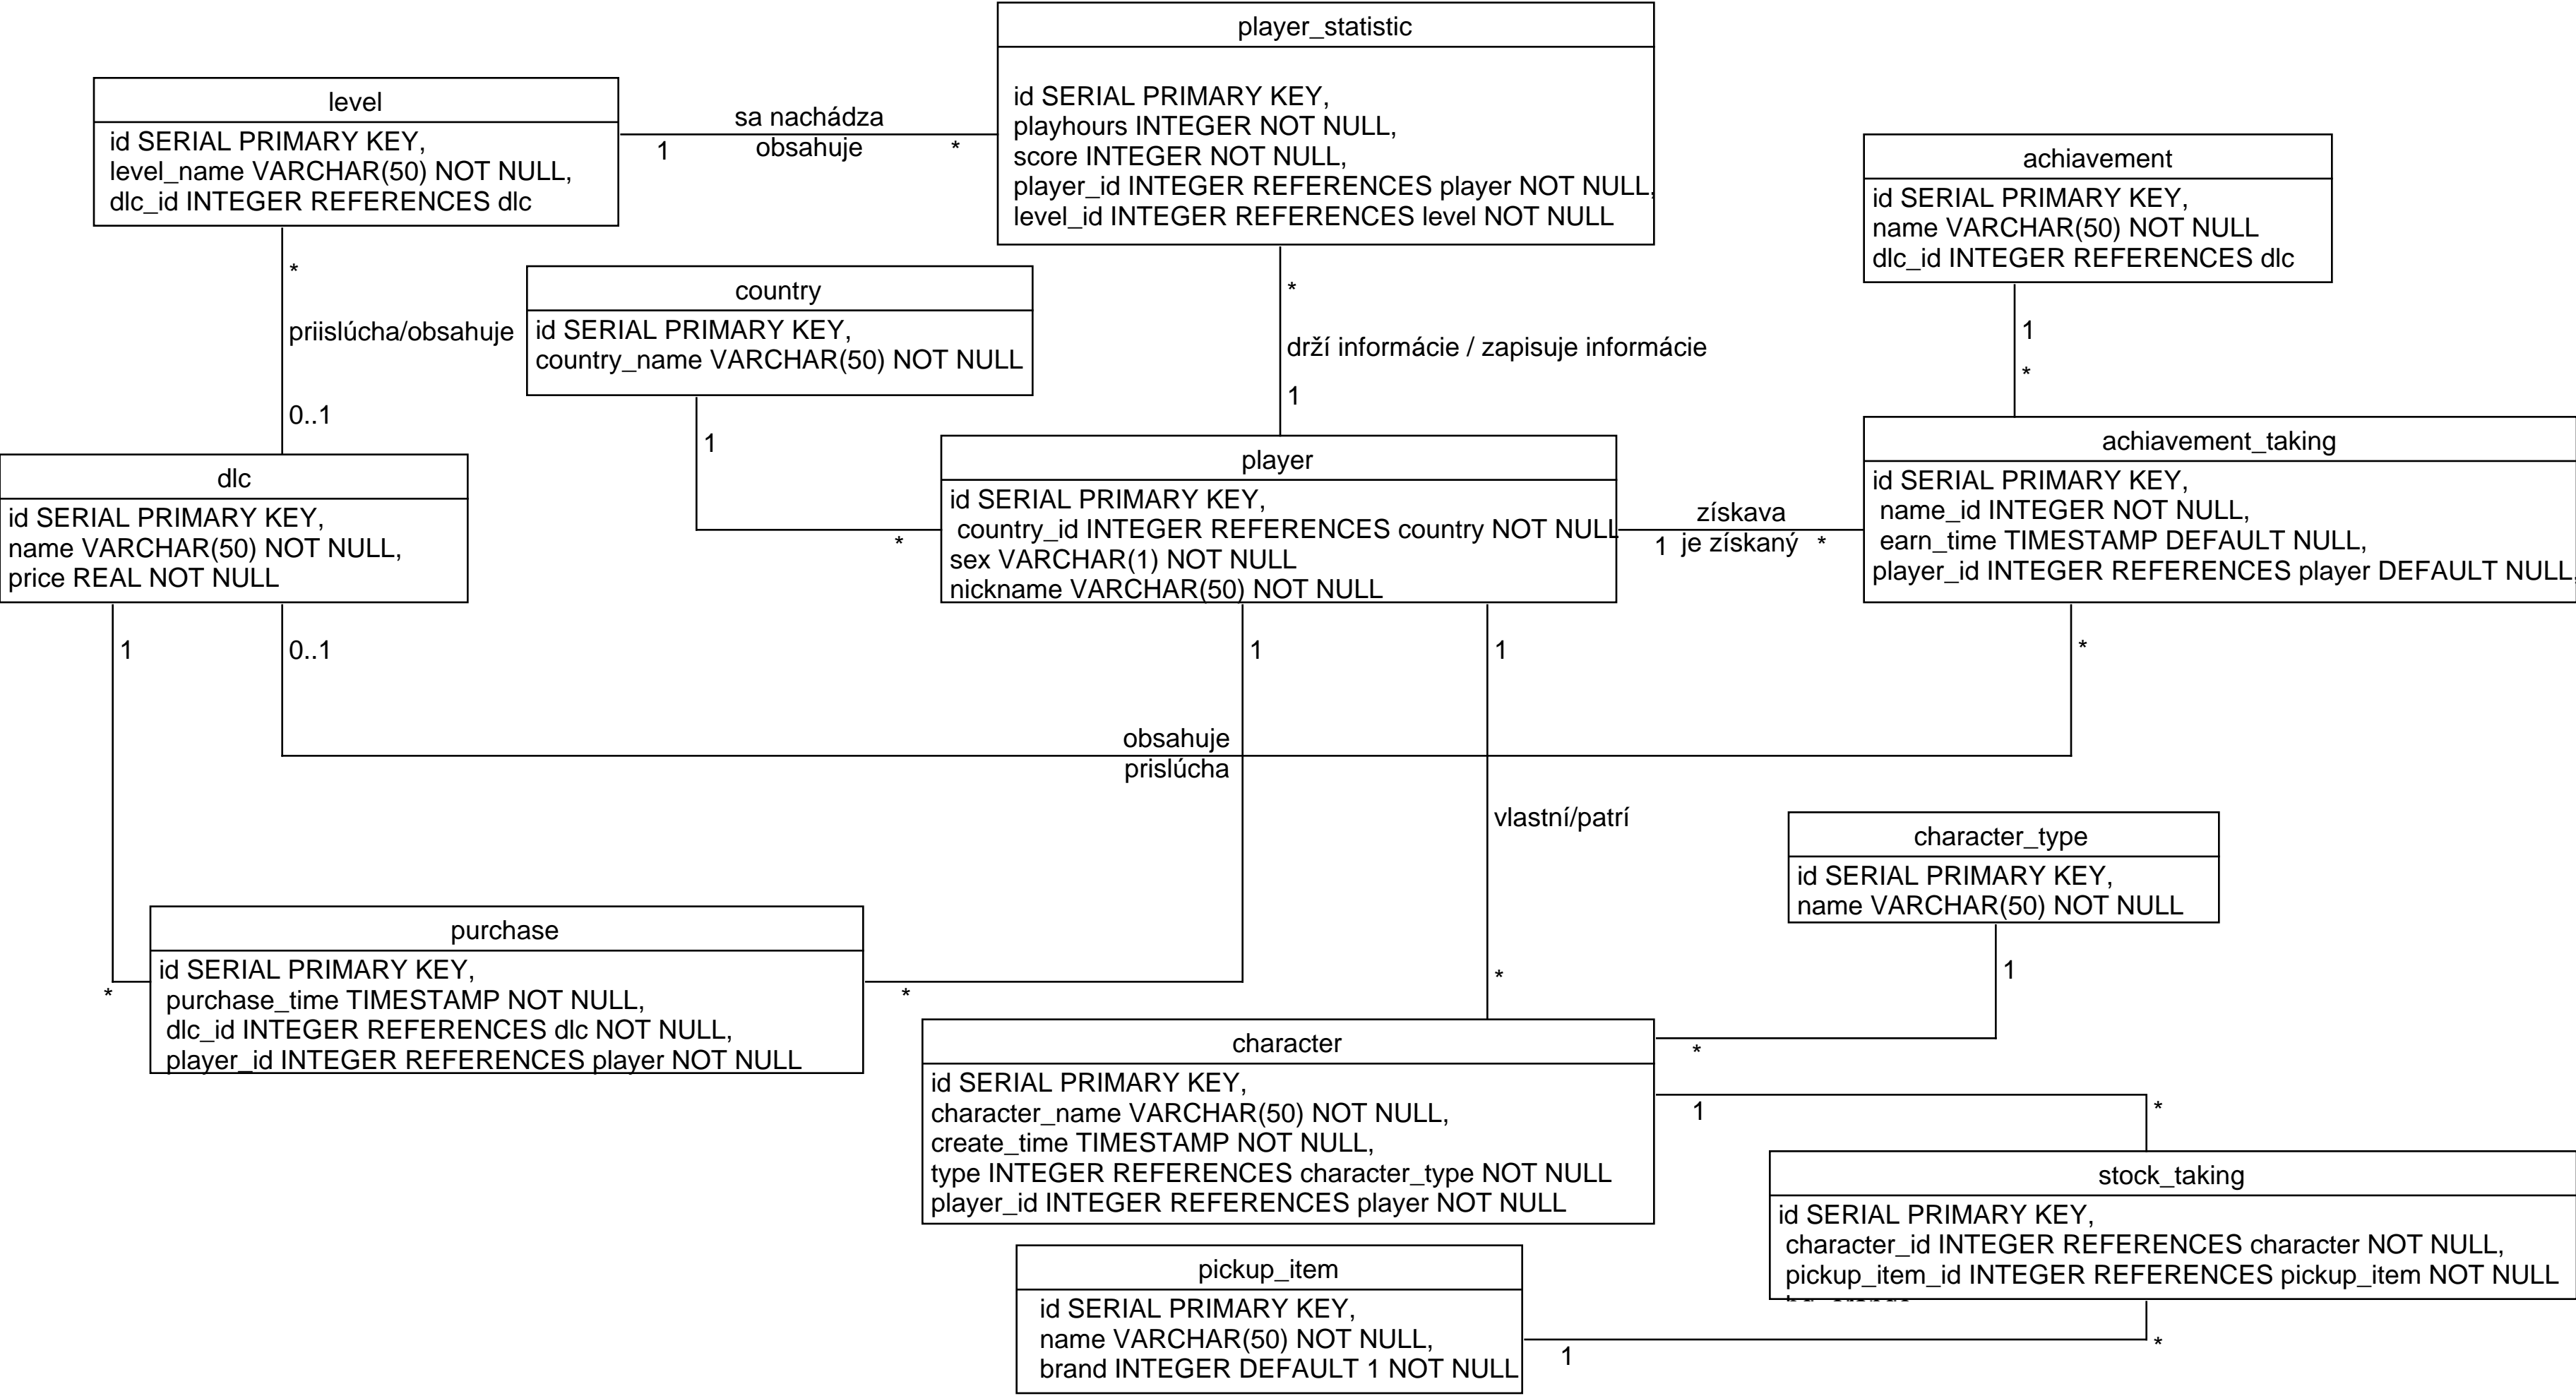 player_statistic
id SERIAL PRIMARY KEY,
playhours INTEGER NOT NULL,
score INTEGER NOT NULL,
player_id INTEGER REFERENCES player NOT NULL,
level_id INTEGER REFERENCES level NOT NULL
level
id SERIAL PRIMARY KEY,
level_name VARCHAR(50) NOT NULL,
dlc_id INTEGER REFERENCES dlc
sa nachádza
1
obsahuje
*
achiavement
id SERIAL PRIMARY KEY,
name VARCHAR(50) NOT NULL
dlc_id INTEGER REFERENCES dlc
*
priislúcha/obsahuje
0..1
country
id SERIAL PRIMARY KEY,
country_name VARCHAR(50) NOT NULL
1
*
*
drží informácie / zapisuje informácie
1
1
*
dlc
id SERIAL PRIMARY KEY,
name VARCHAR(50) NOT NULL,
price REAL NOT NULL
player
id SERIAL PRIMARY KEY,
country_id INTEGER REFERENCES country NOT NULL
sex VARCHAR(1) NOT NULL
nickname VARCHAR(50) NOT NULL
získava
1
je získaný
*
achiavement_taking
id SERIAL PRIMARY KEY,
name_id INTEGER NOT NULL,
earn_time TIMESTAMP DEFAULT NULL,
player_id INTEGER REFERENCES player DEFAULT NULL,
1
0..1
1
1
*
obsahuje
prislúcha
vlastní/patrí
character_type
id SERIAL PRIMARY KEY,
name VARCHAR(50) NOT NULL
1
purchase
id SERIAL PRIMARY KEY,
purchase_time TIMESTAMP NOT NULL,
dlc_id INTEGER REFERENCES dlc NOT NULL,
player_id INTEGER REFERENCES player NOT NULL
*
*
*
*
character
id SERIAL PRIMARY KEY,
character_name VARCHAR(50) NOT NULL,
create_time TIMESTAMP NOT NULL,
type INTEGER REFERENCES character_type NOT NULL
player_id INTEGER REFERENCES player NOT NULL
1
*
stock_taking
id SERIAL PRIMARY KEY,
character_id INTEGER REFERENCES character NOT NULL,
pickup_item_id INTEGER REFERENCES pickup_item NOT NULL
pickup_item
id SERIAL PRIMARY KEY,
name VARCHAR(50) NOT NULL,
brand INTEGER DEFAULT 1 NOT NULL
1
*